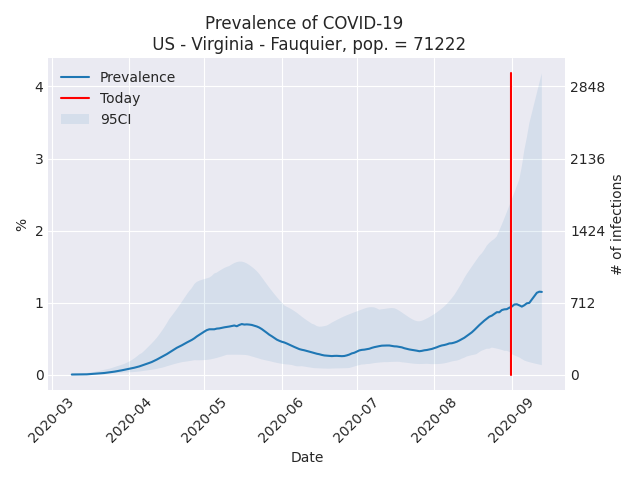 Prevalence of COVID-19
US - Virginia - Fauquier, pop. = 71222
Prevalence
Today
95CI
4
3
2
1
0
%
2848
2136
1424
712
0
# of infections
2020-03
2020-04
2020-05
2020-06
2020-07
2020-08
2020-09
Date